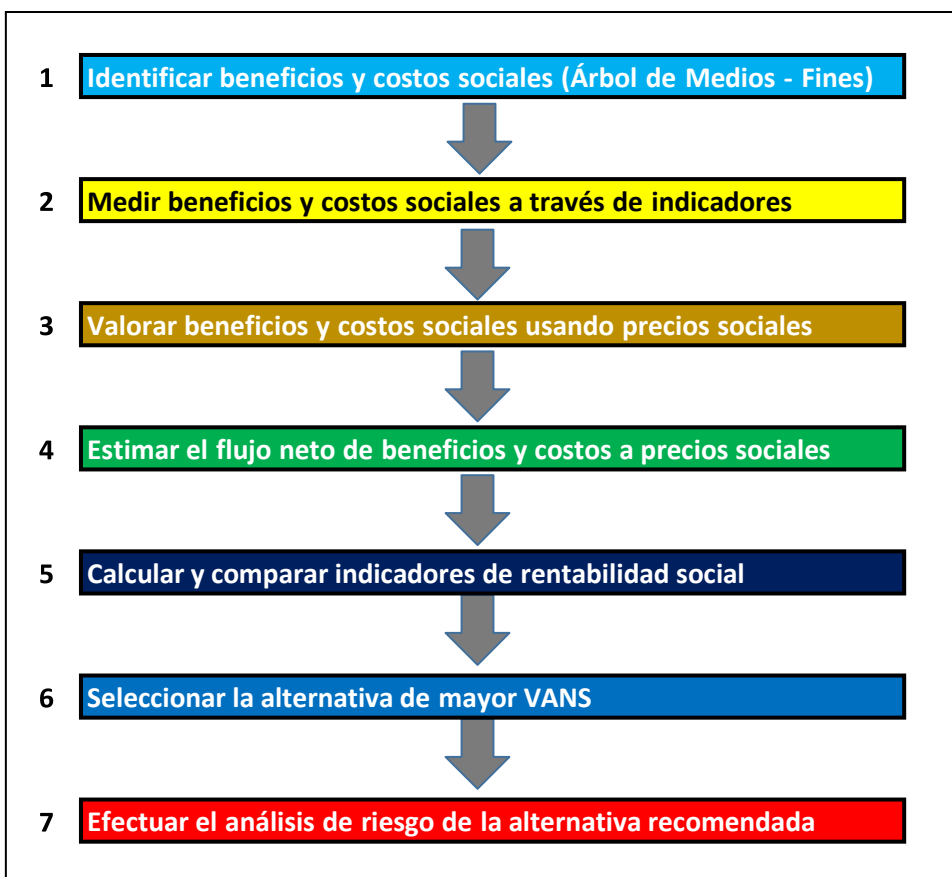 1 Identificar beneficios y costos sociales (Árbol de Medios - Fines)
2 Medir beneficios y costos sociales a través de indicadores
3 Valorar beneficios y costos sociales usando precios sociales
4 Estimar el flujo neto de beneficios y costos a precios sociales
5 Calcular y comparar indicadores de rentabilidad social
6 Seleccionar la alternativa de mayor VANS
7 Efectuar el análisis de riesgo de la alternativa recomendada